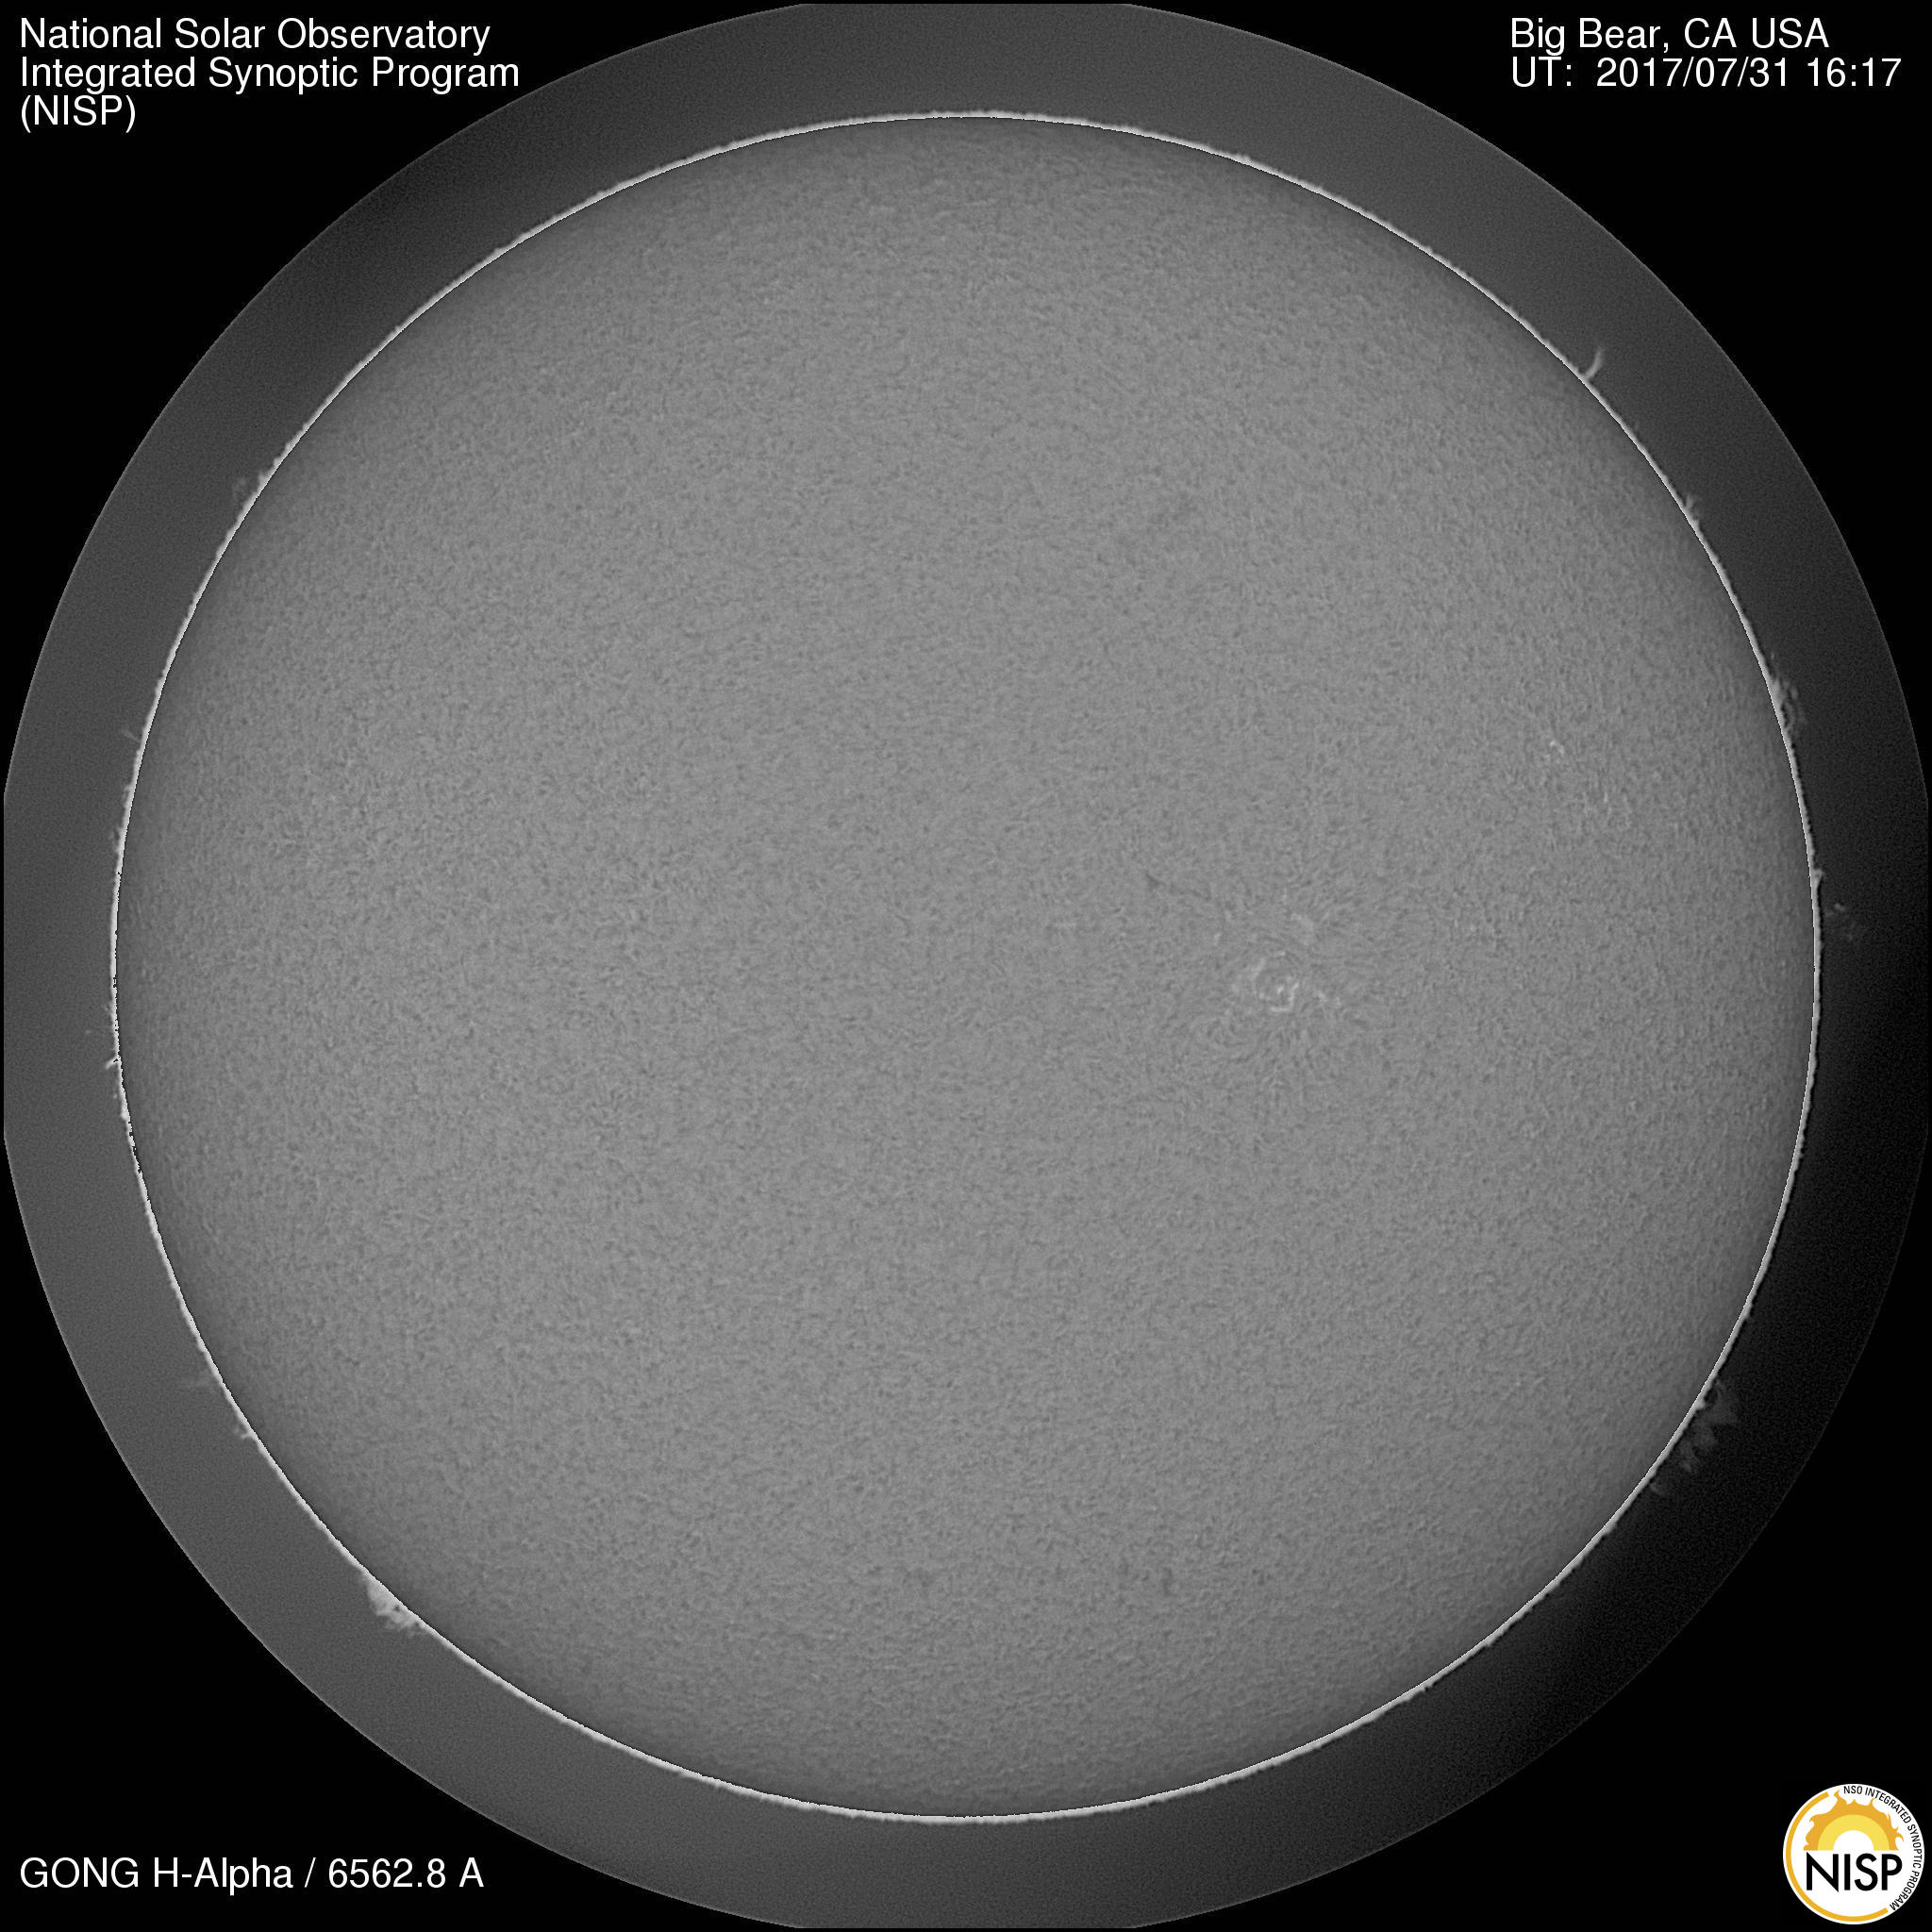 National Solar Observatory
Integrated Synoptic Program
(NISP)
Big Bear, CA USA
UT: 2017/07/31 16:17
GONG H-Alpha / 6562.8 A
NSO INTEGRATED SYNOPTIC PROGRAM
NISP